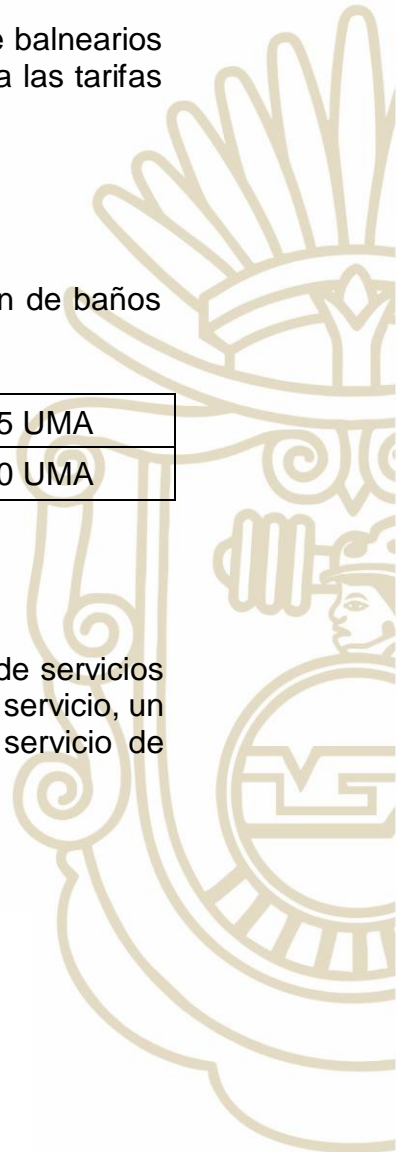 balnearios
a las tarifas
de baños
5 UMA
0 UMA
de servicios
servicio, un
servicio de